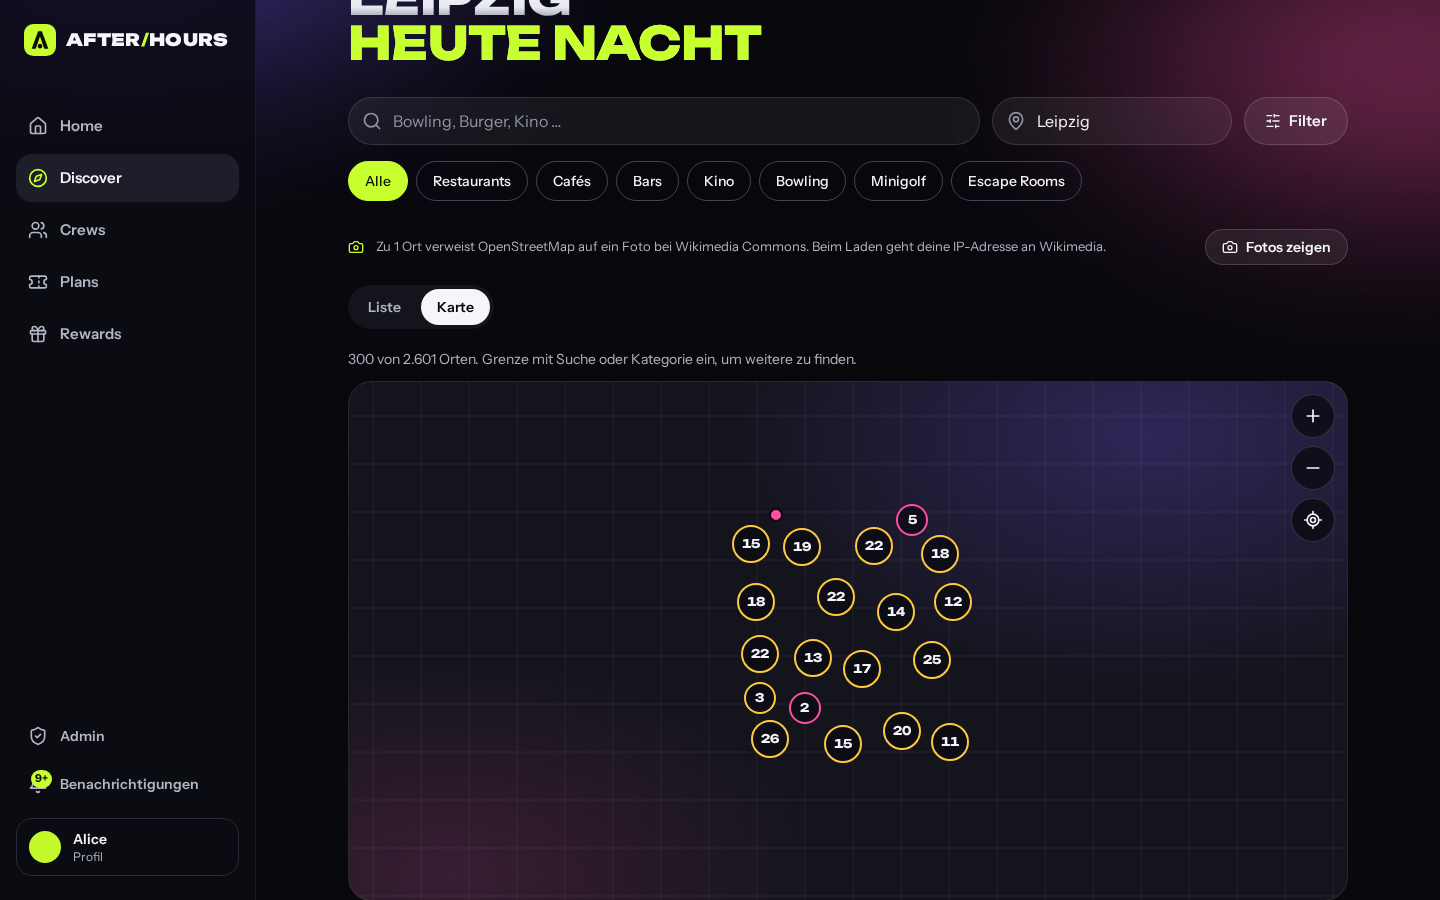 LEIPZIG
HEUTE NACHT
AFTER/HOURS
Home
Discover
Crews
Plans
Rewards
Admin
9+
Benachrichtigungen
Alice
Profil
Bowling, Burger, Kino ...
Leipzig
Filter
Alle
Restaurants
Cafés
Bars
Kino
Bowling
Minigolf
Escape Rooms
Zu 1 Ort verweist OpenStreetMap auf ein Foto bei Wikimedia Commons. Beim Laden geht deine IP-Adresse an Wikimedia.
Fotos zeigen
Liste
Karte
300 von 2.601 Orten. Grenze mit Suche oder Kategorie ein, um weitere zu finden.
5
15
19
22
18
18
22
14
12
22
13
17
25
3
2
26
15
20
11